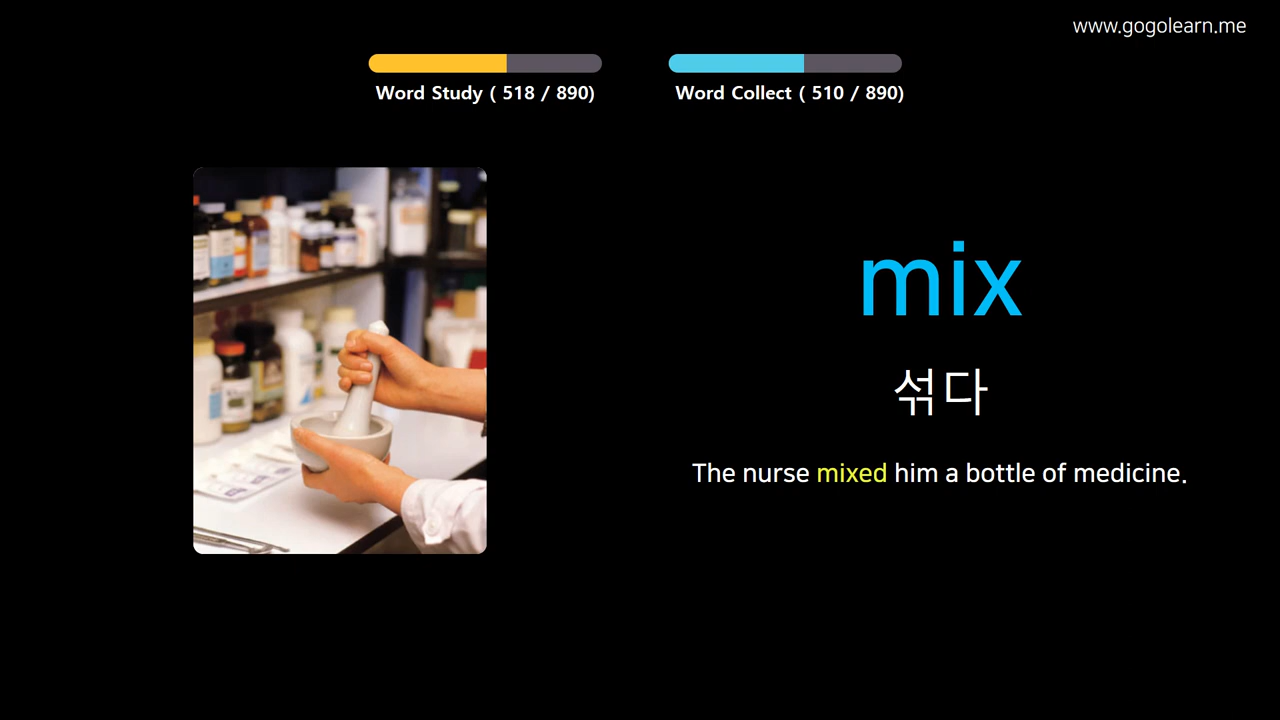 www.gogolearn.me
Word Study ( 518 / 890)
Word Collect ( 510 / 890)
mix
섞다
The nurse mixed him a bottle of medicine.